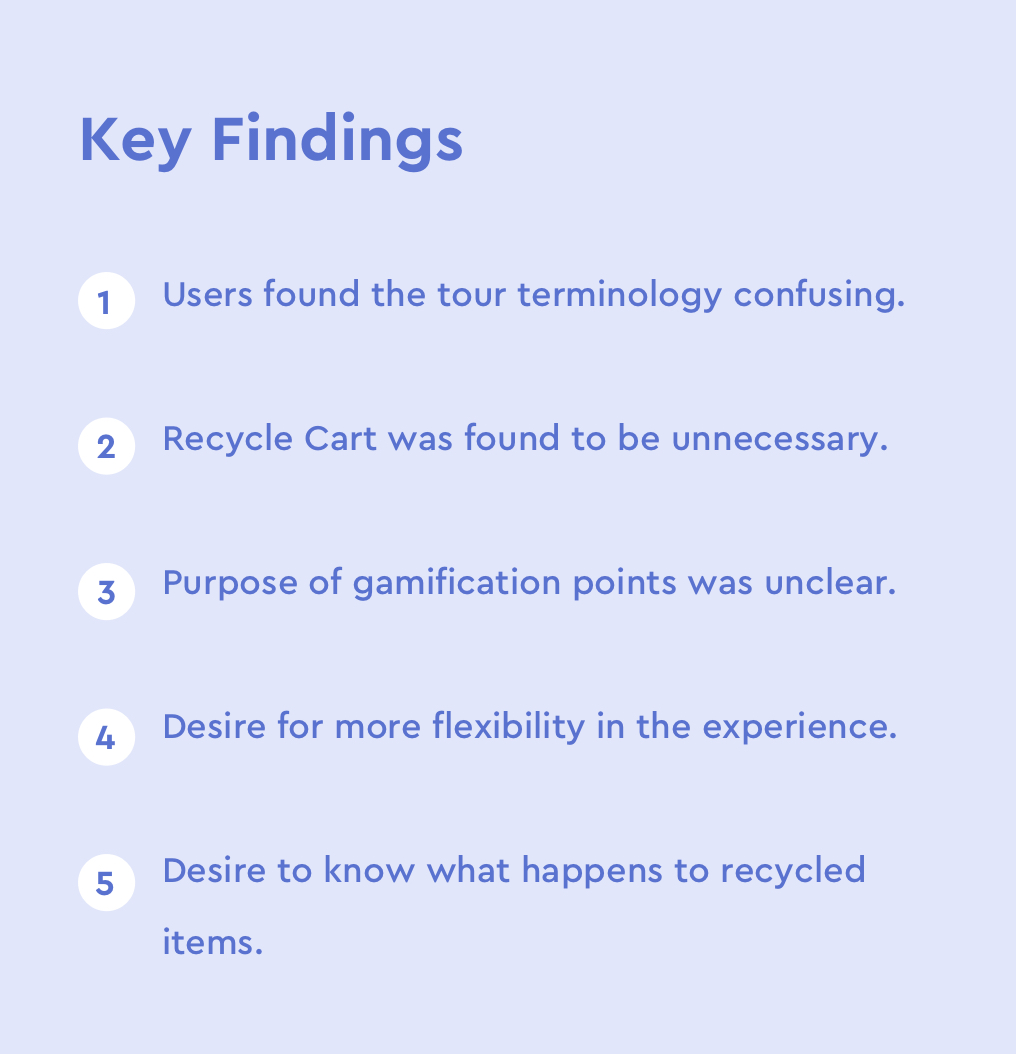 Key Findings
1 Users found the tour terminology confusing.
2 Recycle Cart was found to be unnecessary.
3 Purpose of gamification points was unclear.
4 Desire for more flexibility in the experience.
5 Desire to know what happens to recycled
items.